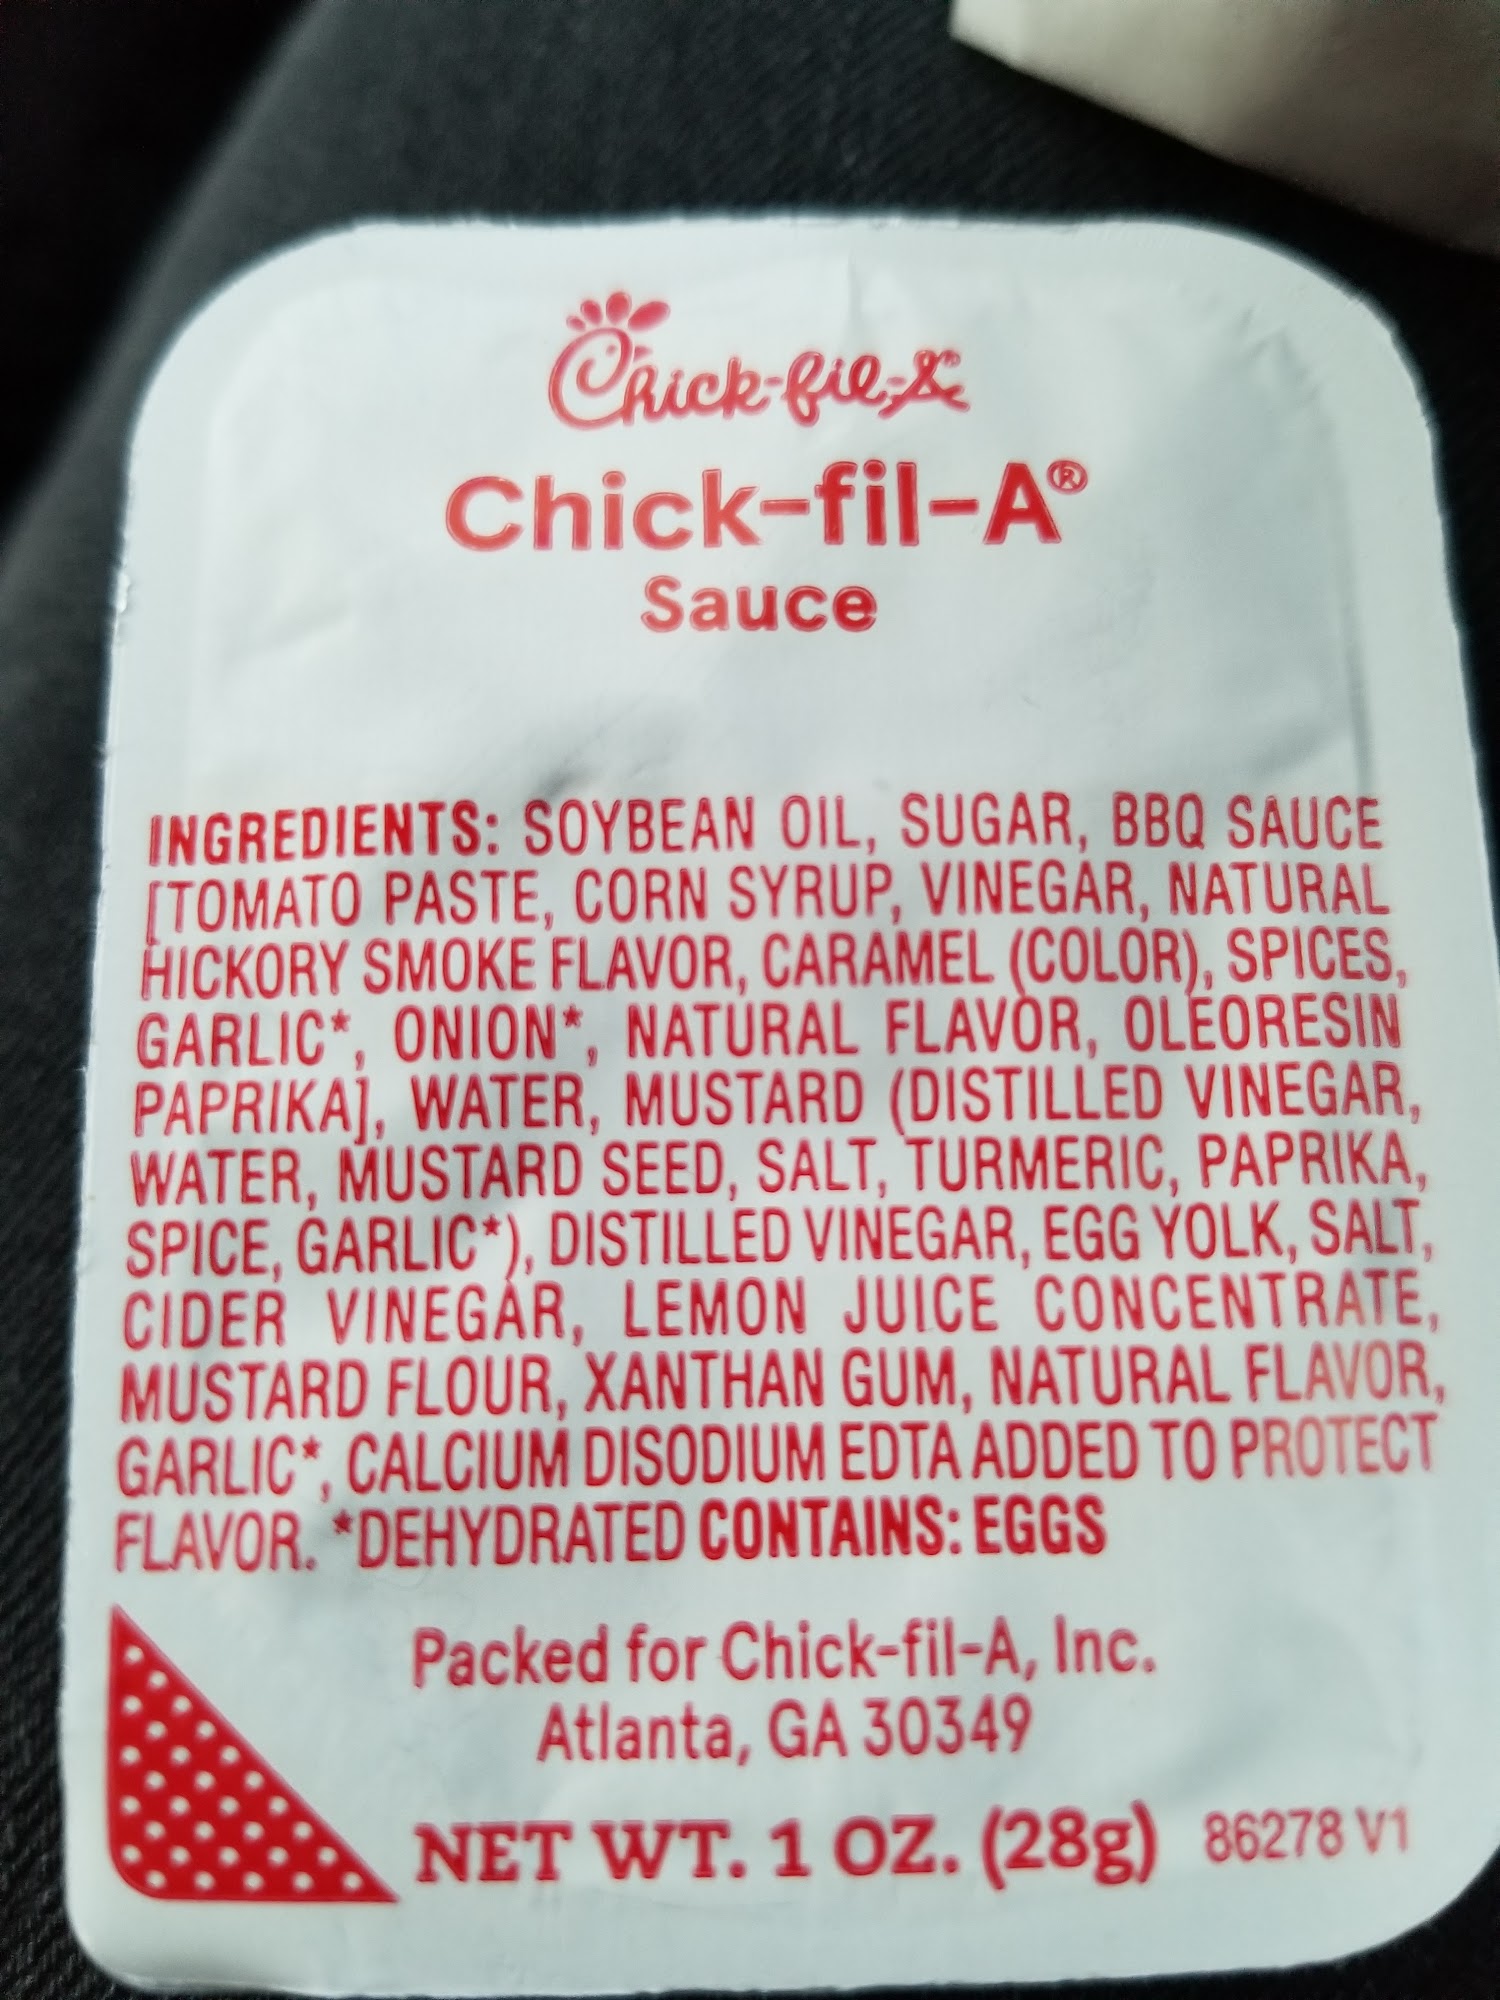 Chick-fil-A
Chick-fil-A®
Sauce
INGREDIENTS: SOYBEAN OIL, SUGAR, BBQ SAUCE
[TOMATO PASTE, CORN SYRUP, VINEGAR, NATURAL
HICKORY SMOKE FLAVOR, CARAMEL (COLOR), SPICES,
GARLIC*, ONION*, NATURAL FLAVOR, OLEORESIN
PAPRIKA], WATER, MUSTARD (DISTILLED VINEGAR,
WATER, MUSTARD SEED, SALT, TURMERIC, PAPRIKA,
SPICE, GARLIC*), DISTILLED VINEGAR, EGG YOLK, SALT,
CIDER VINEGAR, LEMON JUICE CONCENTRATE,
MUSTARD FLOUR, XANTHAN GUM, NATURAL FLAVOR,
GARLIC*, CALCIUM DISODIUM EDTA ADDED TO PROTECT
FLAVOR. *DEHYDRATED CONTAINS: EGGS
Packed for Chick-fil-A, Inc.
Atlanta, GA 30349
NET WT. 1 OZ. (28g) 86278 V1